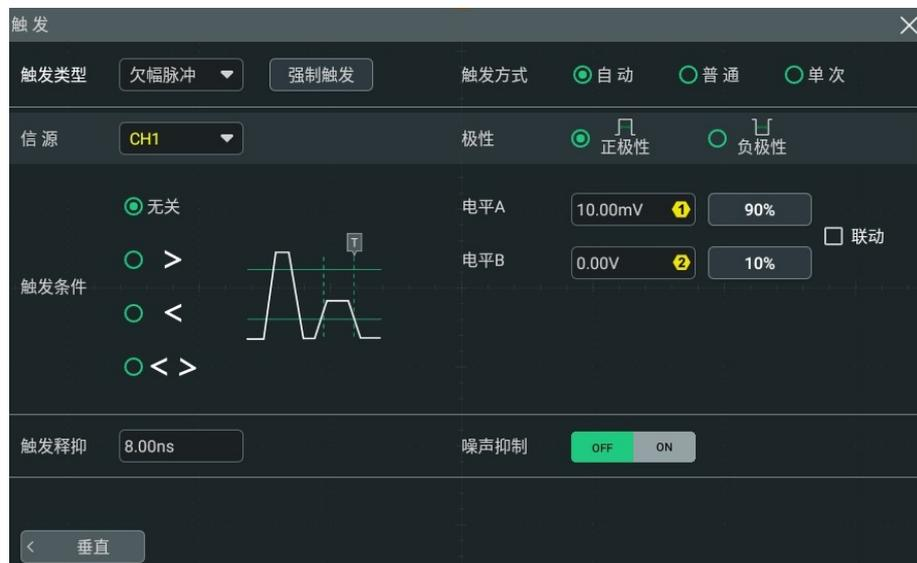 触发
触发类型 欠幅脉冲 强制触发 触发方式 自动 普通 单次
信源 CH1 极性 正极性 负极性
无关
>
<
< >
触发条件
T
电平A 10.00mV 1 90%
电平B 0.00V 2 10%
联动
触发释抑 8.00ns 噪声抑制 OFF ON
< 垂直